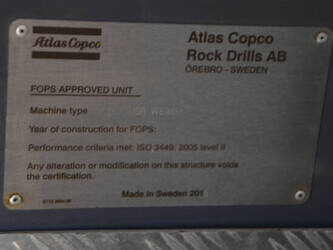 Atlas Copco
Atlas Copco
Rock Drills AB
ÖREBRO - SWEDEN
FOPS APPROVED UNIT
Machine type
Year of construction for FOPS:
Performance criteria met: ISO 3449: 2005 level II
Any alteration or modification on this structure voids
the certification.
Made in Sweden 201